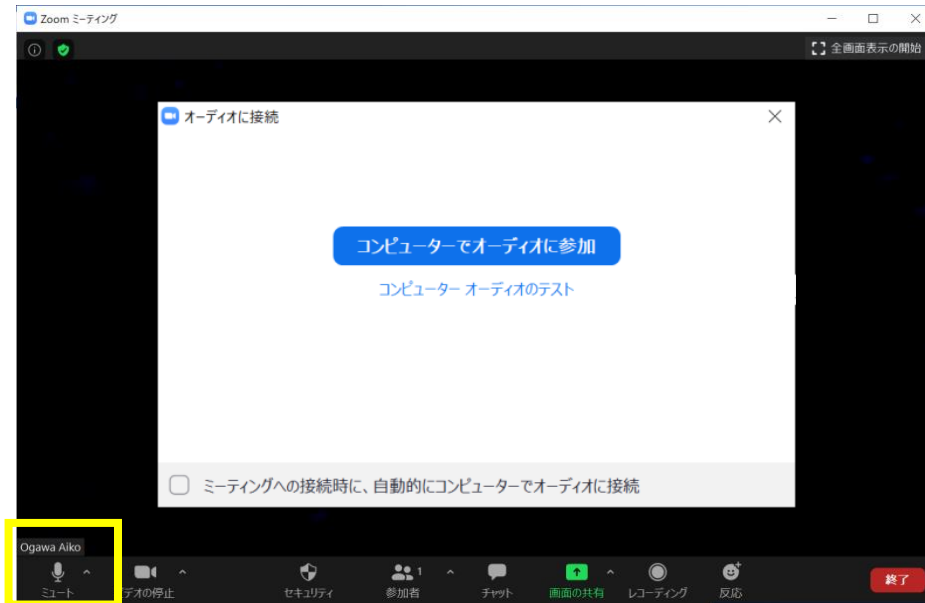 Zoom ミーティング
全画面表示の開始
オーディオに接続
コンピューターでオーディオに参加
コンピューター オーディオのテスト
ミーティングへの接続時に、自動的にコンピューターでオーディオに接続
Ogawa Aiko
ミュート
デオの停止
セキュリティ
1
参加者
チャット
画面の共有
レコーディング
反応
終了